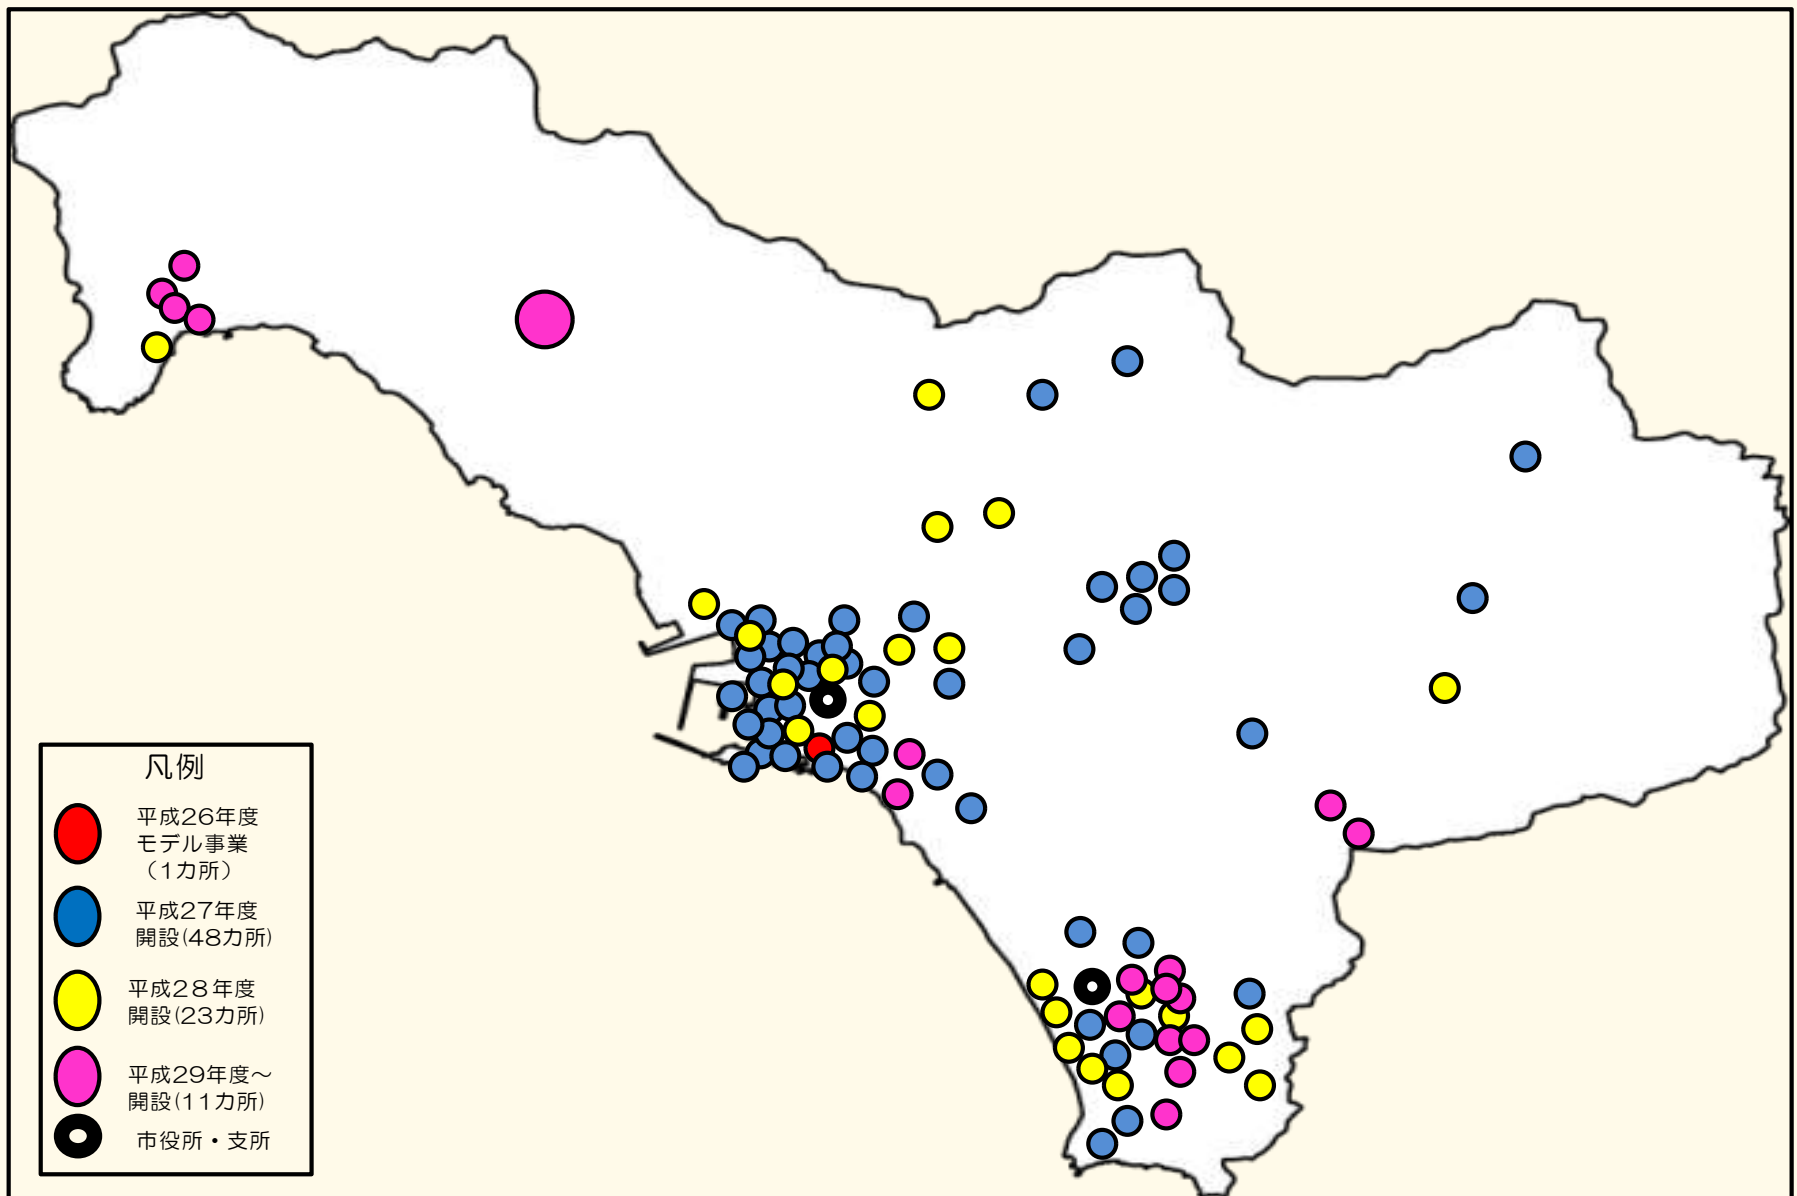 凡例
平成26年度
モデル事業
（1カ所）
平成27年度
開設(48カ所)
平成28年度
開設(23カ所)
平成29年度～
開設(11カ所)
市役所・支所